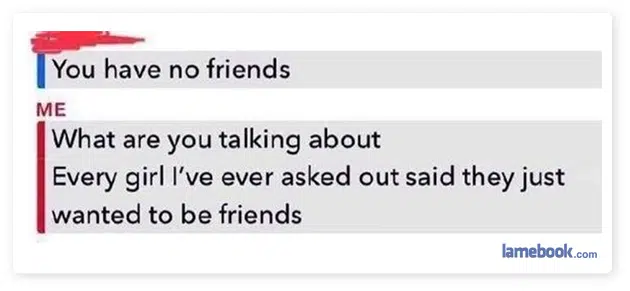 You have no friends
ME
What are you talking about
Every girl I've ever asked out said they just
wanted to be friends
lamebook.com